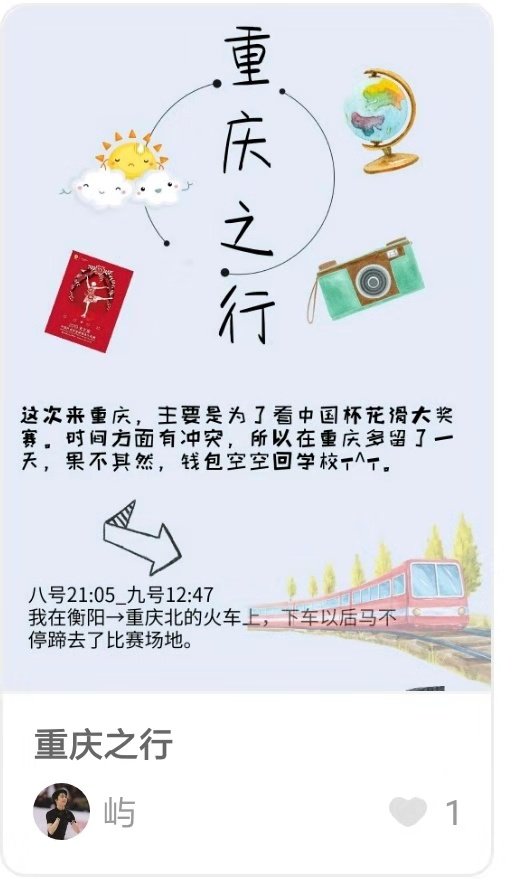 重庆之行
这次来重庆，主要是为了看中国杯花滑大奖
赛。时间方面有冲突，所以在重庆多留了一
天，果不其然，钱包空空回学校┭^┮。
八号21:05_九号12:47
我在衡阳→重庆北的火车上，下车以后马不
停蹄去了比赛场地。
重庆之行
屿
1